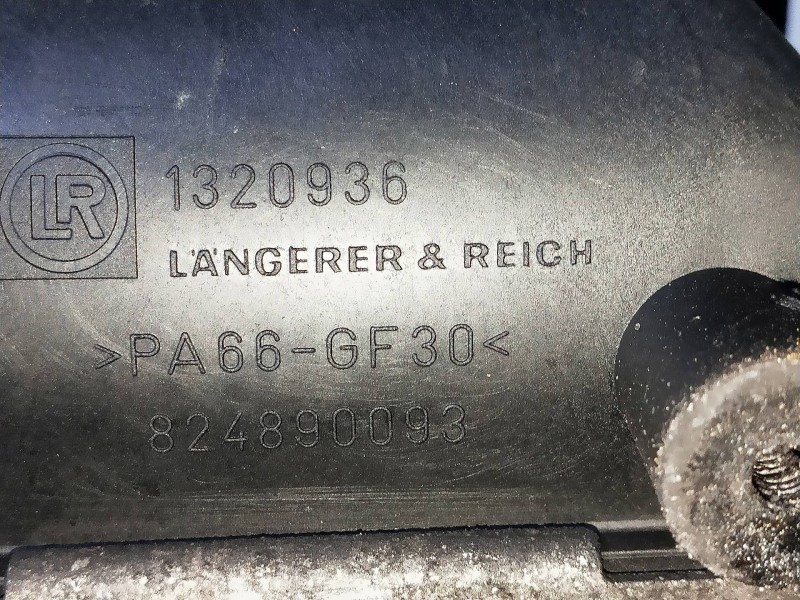 LR
1320936
LÄNGERER & REICH
>PA66-GF30<
824890093